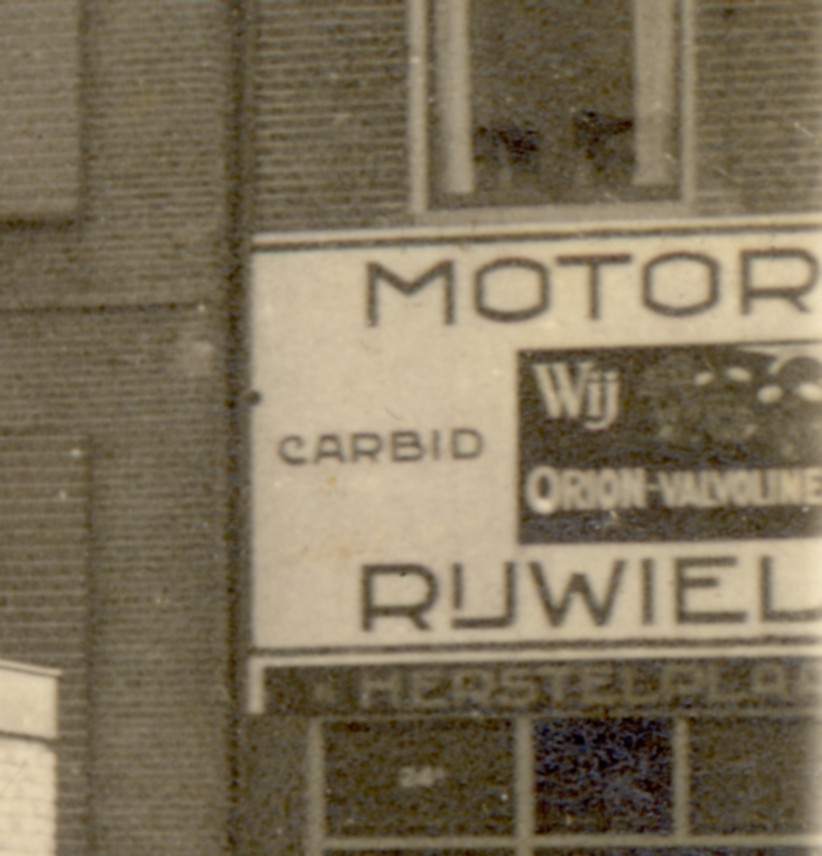 MOTOR
Wij
CARBID
ORION-VALVOLINE
RIJWIEL